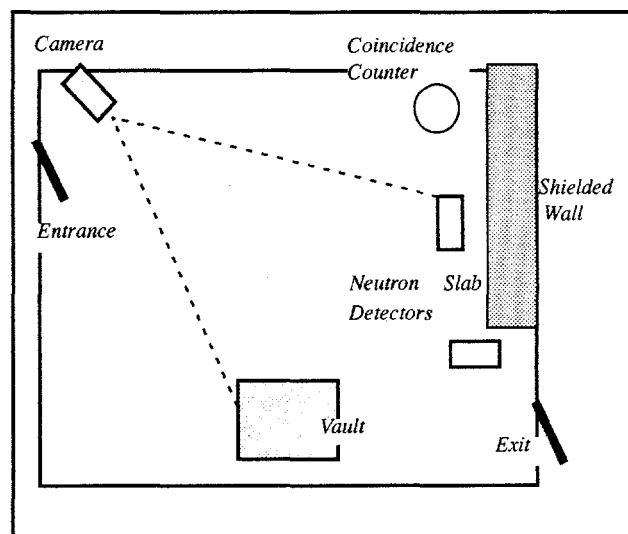 Camera
Coincidence
Counter
Shielded
Wall
Entrance
Neutron Slab
Detectors
Vault
Exit